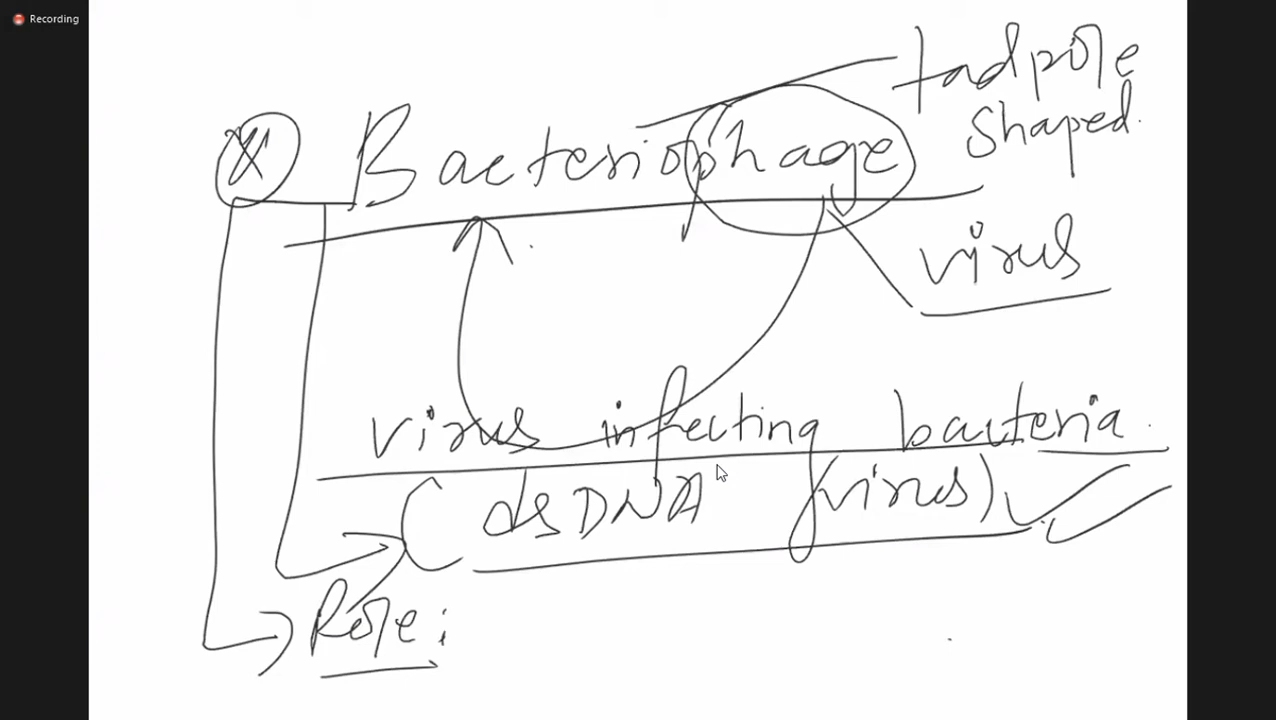 Recording
tadpole
shaped.
Bacteriophage
virus
virus infecting bacteria.
(dsDNA (virus)
Role: